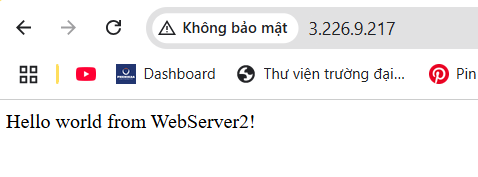 Không bảo mật 3.226.9.217
Dashboard Thư viện trường đại... Pin
Hello world from WebServer2!